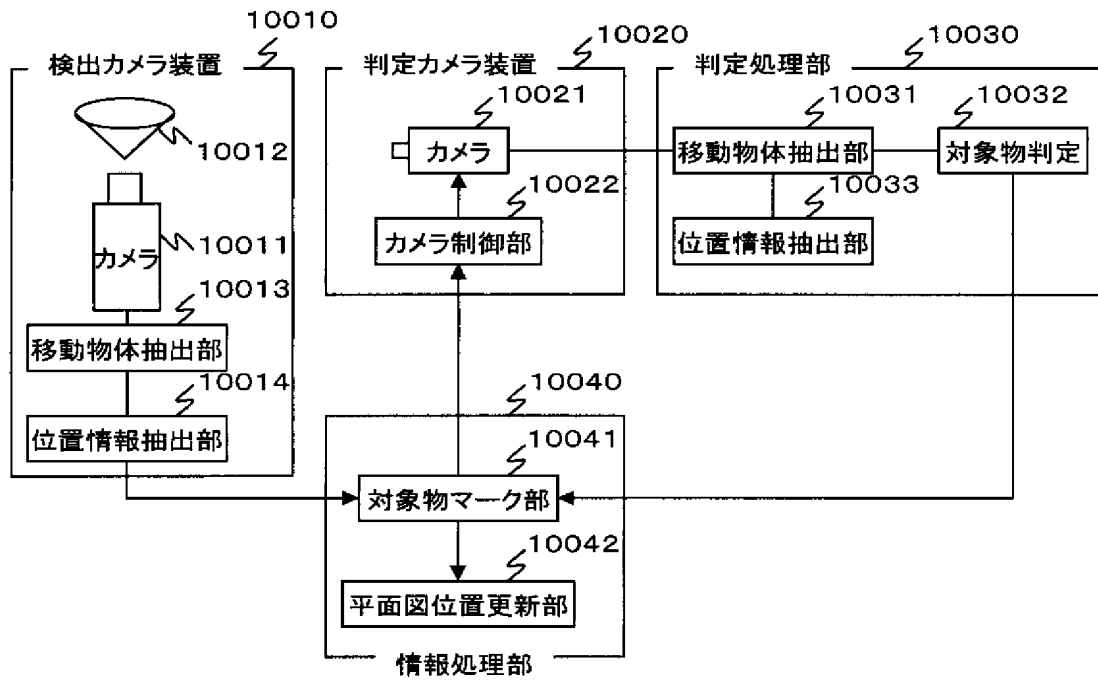 10010
検出カメラ装置
10012
10011
カメラ
10013
移動物体抽出部
10014
位置情報抽出部
10020
判定カメラ装置
10021
カメラ
10022
カメラ制御部
10030
判定処理部
10031
移動物体抽出部
10032
対象物判定
10033
位置情報抽出部
10040
10041
対象物マーク部
10042
平面図位置更新部
情報処理部